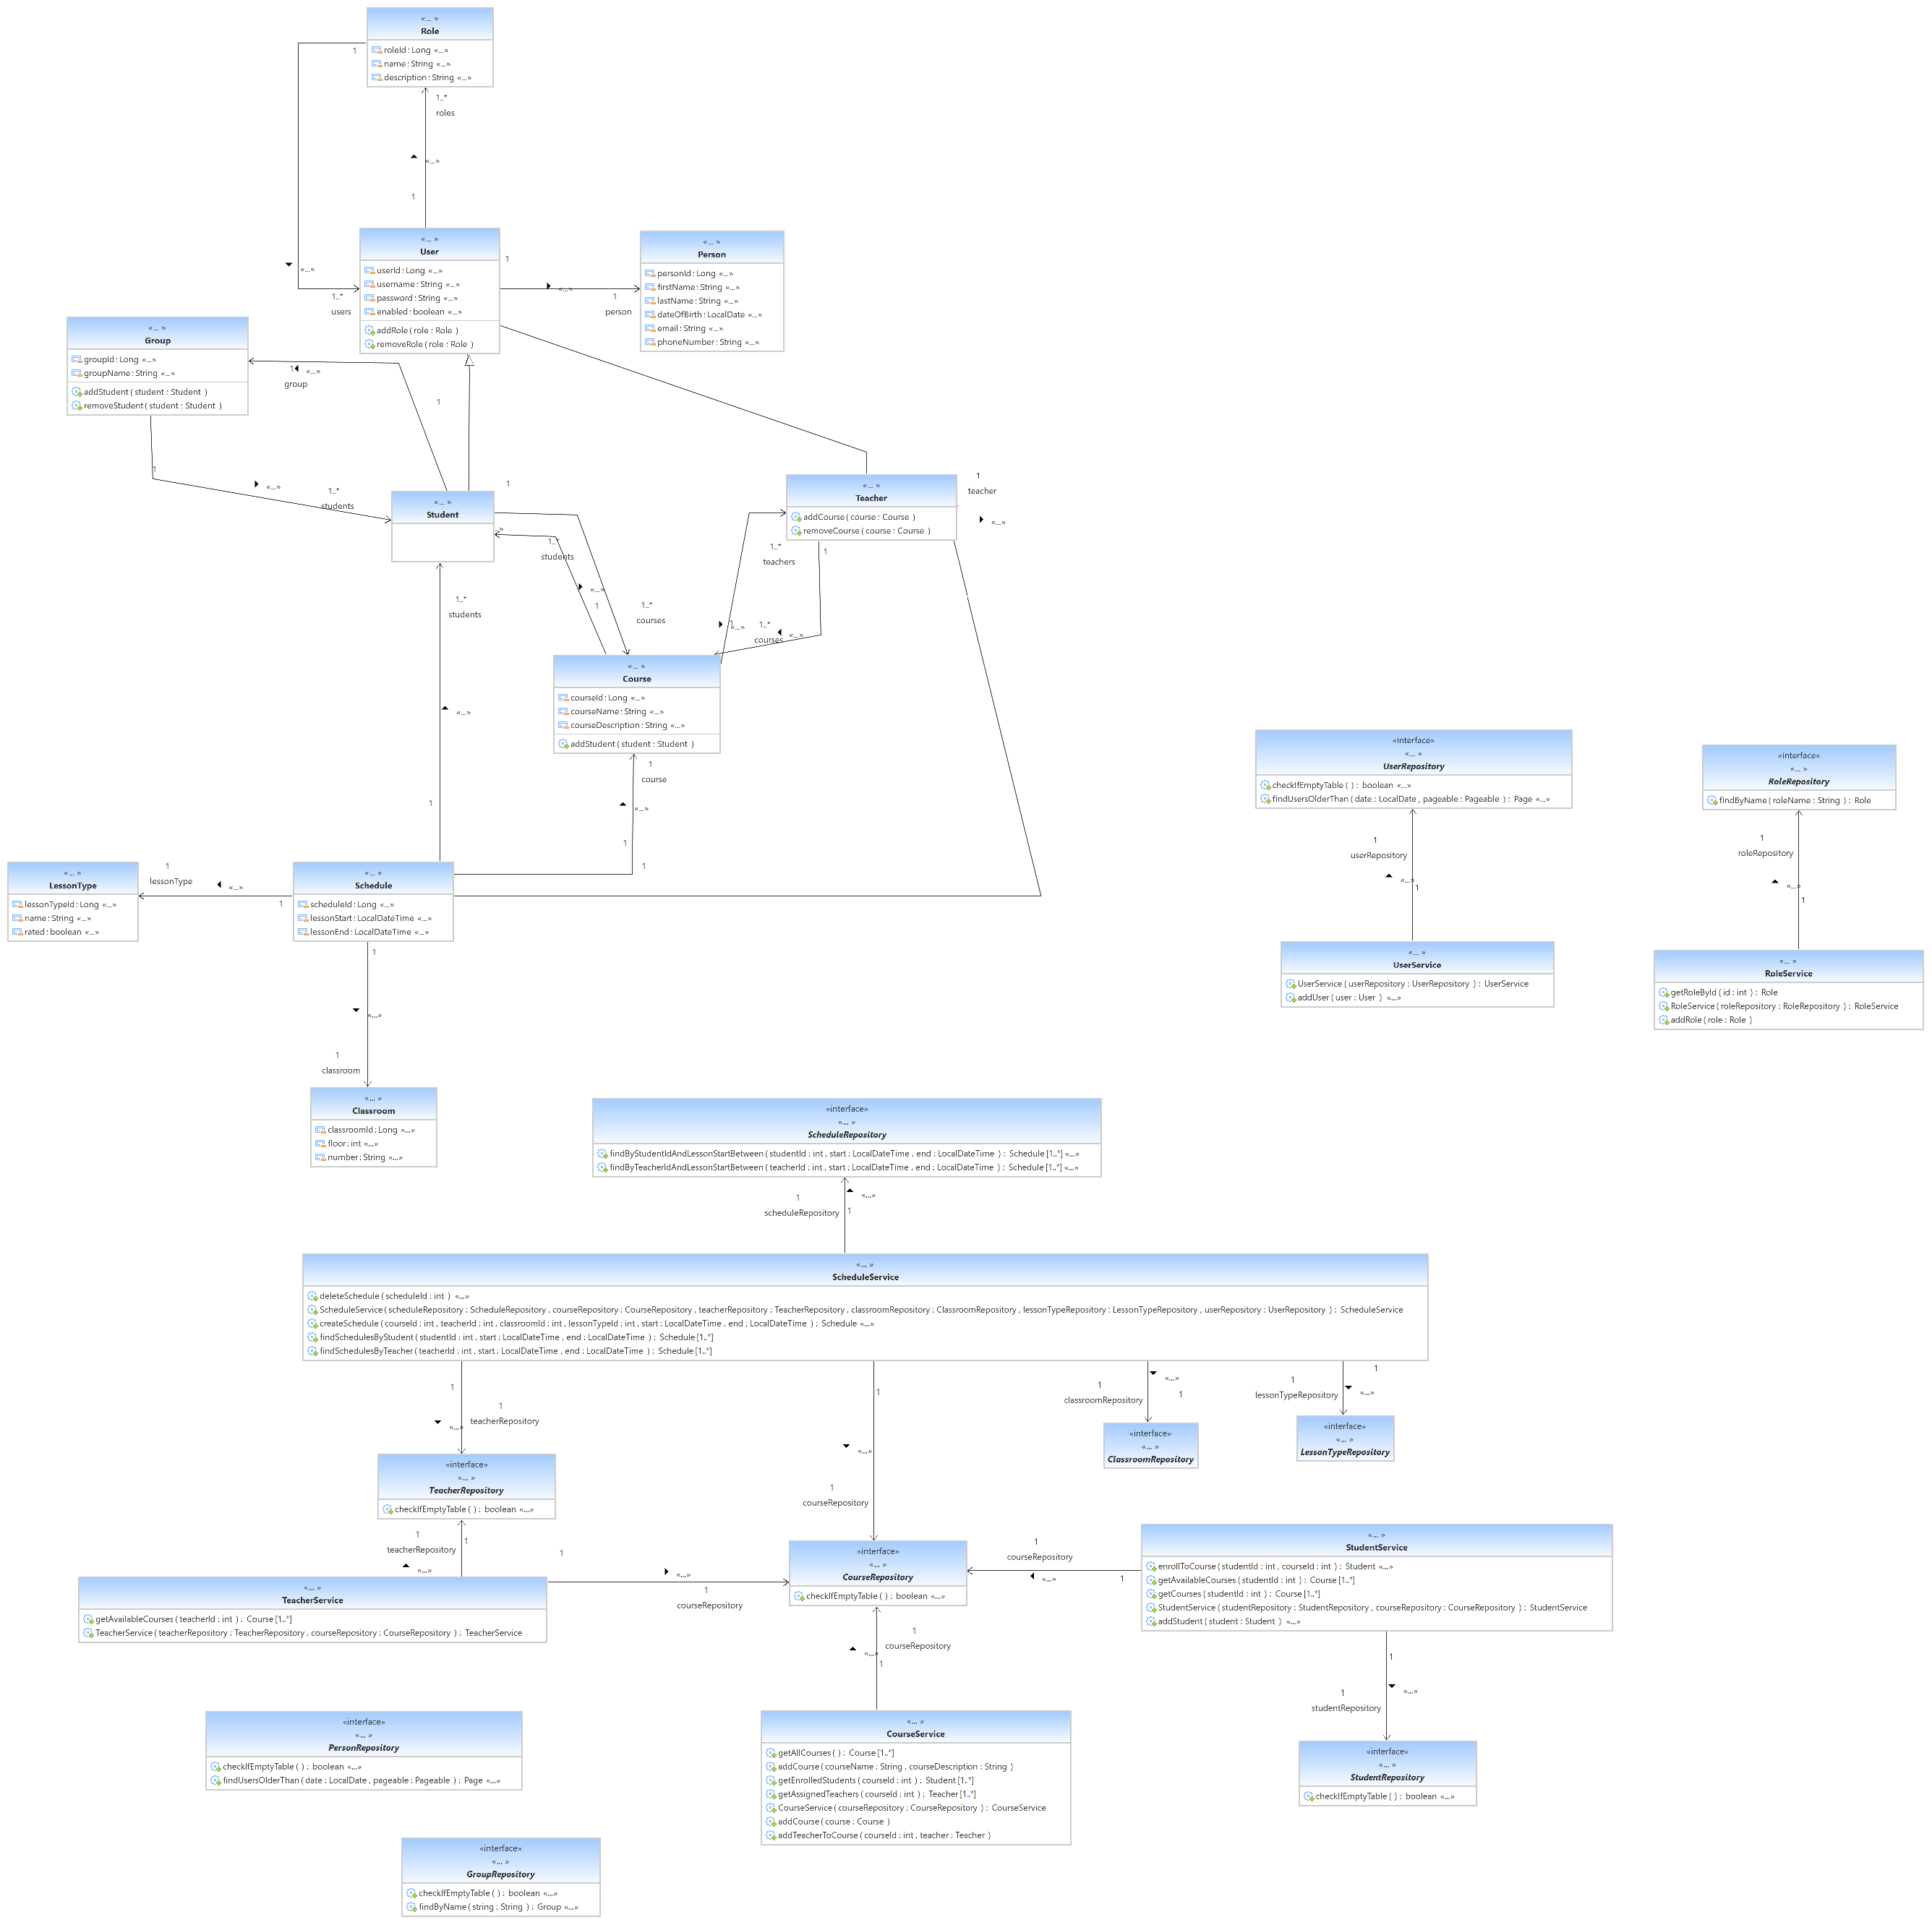 «... »
Role
roleId : Long «...»
name : String «...»
description : String «...»
1
1..*
roles
«...»
1
«... »
User
userId : Long «...»
username : String «...»
password : String «...»
enabled : boolean «...»
addRole ( role : Role )
removeRole ( role : Role )
«...»
1..*
users
1
«...»
1
person
«... »
Person
personId : Long «...»
firstName : String «...»
lastName : String «...»
dateOfBirth : LocalDate «...»
email : String «...»
phoneNumber : String «...»
«... »
Group
groupId : Long «...»
groupName : String «...»
addStudent ( student : Student )
removeStudent ( student : Student )
1
«...»
group
1
1
«...»
1..*
students
«... »
Student
1
..»
1..*
students
«...»
1
1..*
courses
«... »
Teacher
addCourse ( course : Course )
removeCourse ( course : Course )
1
teacher
«...»
1..*
teachers
1
1
«...»
1..*
courses
«...»
1..*
students
«...»
1
«... »
Course
courseId : Long «...»
courseName : String «...»
courseDescription : String «...»
addStudent ( student : Student )
1
course
«...»
1
1
«... »
LessonType
lessonTypeId : Long «...»
name : String «...»
rated : boolean «...»
1
lessonType
«...»
1
«... »
Schedule
scheduleId : Long «...»
lessonStart : LocalDateTime «...»
lessonEnd : LocalDateTime «...»
1
«...»
1
classroom
«... »
Classroom
classroomId : Long «...»
floor : int «...»
number : String «...»
«interface»
«... »
UserRepository
checkIfEmptyTable ( ) : boolean «...»
findUsersOlderThan ( date : LocalDate , pageable : Pageable ) : Page «...»
1
userRepository
«...»
1
«... »
UserService
UserService ( userRepository : UserRepository ) : UserService
addUser ( user : User ) «...»
«interface»
«... »
RoleRepository
findByName ( roleName : String ) : Role
1
roleRepository
«...»
1
«... »
RoleService
getRoleById ( id : int ) : Role
RoleService ( roleRepository : RoleRepository ) : RoleService
addRole ( role : Role )
«interface»
«... »
ScheduleRepository
findByStudentIdAndLessonStartBetween ( studentId : int , start : LocalDateTime , end : LocalDateTime ) : Schedule [1..*] «...»
findByTeacherIdAndLessonStartBetween ( teacherId : int , start : LocalDateTime , end : LocalDateTime ) : Schedule [1..*] «...»
1
scheduleRepository
«...»
1
«... »
ScheduleService
deleteSchedule ( scheduleId : int ) «...»
ScheduleService ( scheduleRepository : ScheduleRepository , courseRepository : CourseRepository , teacherRepository : TeacherRepository , classroomRepository : ClassroomRepository , lessonTypeRepository : LessonTypeRepository , userRepository : UserRepository ) : ScheduleService
createSchedule ( courseId : int , teacherId : int , classroomId : int , lessonTypeId : int , start : LocalDateTime , end : LocalDateTime ) : Schedule «...»
findSchedulesByStudent ( studentId : int , start : LocalDateTime , end : LocalDateTime ) : Schedule [1..*]
findSchedulesByTeacher ( teacherId : int , start : LocalDateTime , end : LocalDateTime ) : Schedule [1..*]
1
«...»
1
teacherRepository
1
«...»
1
courseRepository
«...»
1
classroomRepository
1
1
«...»
1
lessonTypeRepository
«interface»
«... »
ClassroomRepository
«interface»
«... »
LessonTypeRepository
«interface»
«... »
TeacherRepository
checkIfEmptyTable ( ) : boolean «...»
1
teacherRepository
«...»
1
«... »
TeacherService
getAvailableCourses ( teacherId : int ) : Course [1..*]
TeacherService ( teacherRepository : TeacherRepository , courseRepository : CourseRepository ) : TeacherService
1
«...»
1
courseRepository
«interface»
«... »
CourseRepository
checkIfEmptyTable ( ) : boolean «...»
1
courseRepository
«...»
1
«... »
StudentService
enrollToCourse ( studentId : int , courseId : int ) : Student «...»
getAvailableCourses ( studentId : int ) : Course [1..*]
getCourses ( studentId : int ) : Course [1..*]
StudentService ( studentRepository : StudentRepository , courseRepository : CourseRepository ) : StudentService
addStudent ( student : Student ) «...»
1
«...»
1
studentRepository
«interface»
«... »
StudentRepository
checkIfEmptyTable ( ) : boolean «...»
1
courseRepository
«...»
1
«... »
CourseService
getAllCourses ( ) : Course [1..*]
addCourse ( courseName : String , courseDescription : String )
getEnrolledStudents ( courseId : int ) : Student [1..*]
getAssignedTeachers ( courseId : int ) : Teacher [1..*]
CourseService ( courseRepository : CourseRepository ) : CourseService
addCourse ( course : Course )
addTeacherToCourse ( courseId : int , teacher : Teacher )
«interface»
«... »
PersonRepository
checkIfEmptyTable ( ) : boolean «...»
findUsersOlderThan ( date : LocalDate , pageable : Pageable ) : Page «...»
«interface»
«... »
GroupRepository
checkIfEmptyTable ( ) : boolean «...»
findByName ( string : String ) : Group «...»